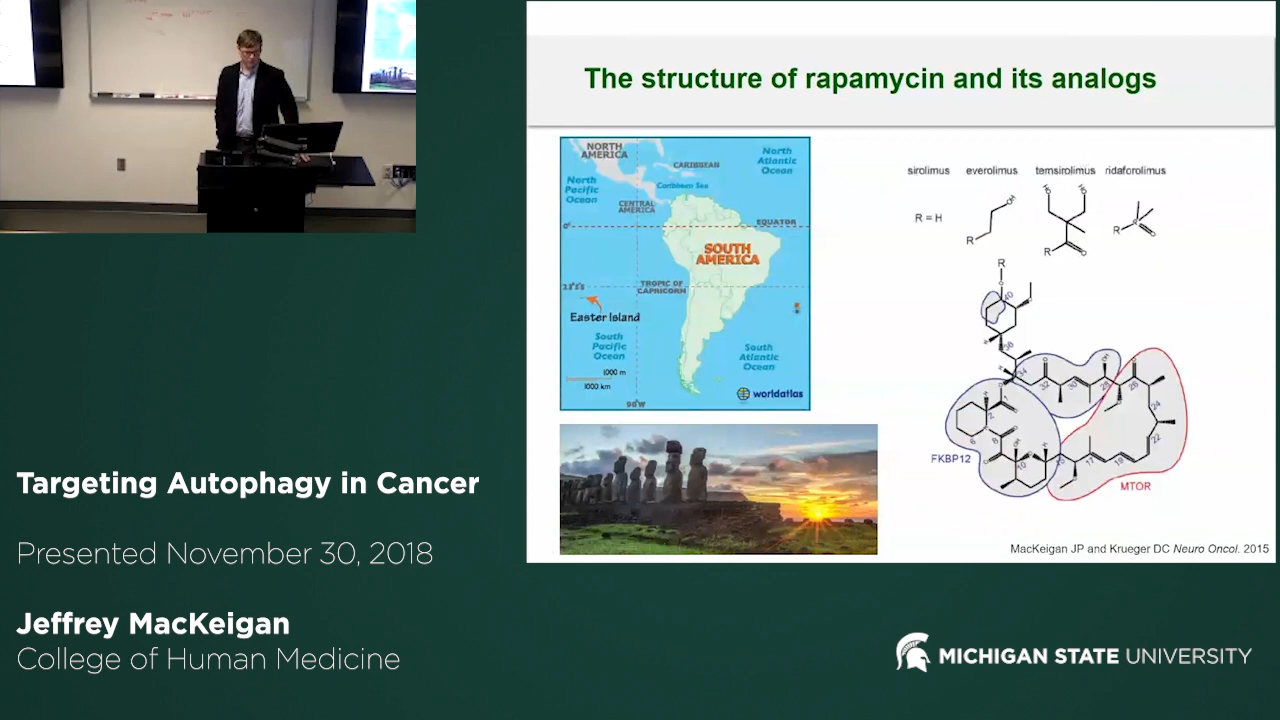 The structure of rapamycin and its analogs
NORTH
AMERICA
CARIBBEAN
North
Atlantic
Ocean
North
Pacific
Ocean
Caribbean Sea
CENTRAL
AMERICA
EQUATOR
0°
SOUTH
AMERICA
TROPIC OF
CAPRICORN
Easter Island
South
Pacific
Ocean
South
Atlantic
Ocean
1000 m
1000 km
90°W
worldatlas
sirolimus everolimus temsirolimus ridaforolimus
R = H
R
R
R
R
FKBP12
MTOR
MacKeigan JP and Krueger DC Neuro Oncol. 2015
Targeting Autophagy in Cancer
Presented November 30, 2018
Jeffrey MacKeigan
College of Human Medicine
MICHIGAN STATE UNIVERSITY